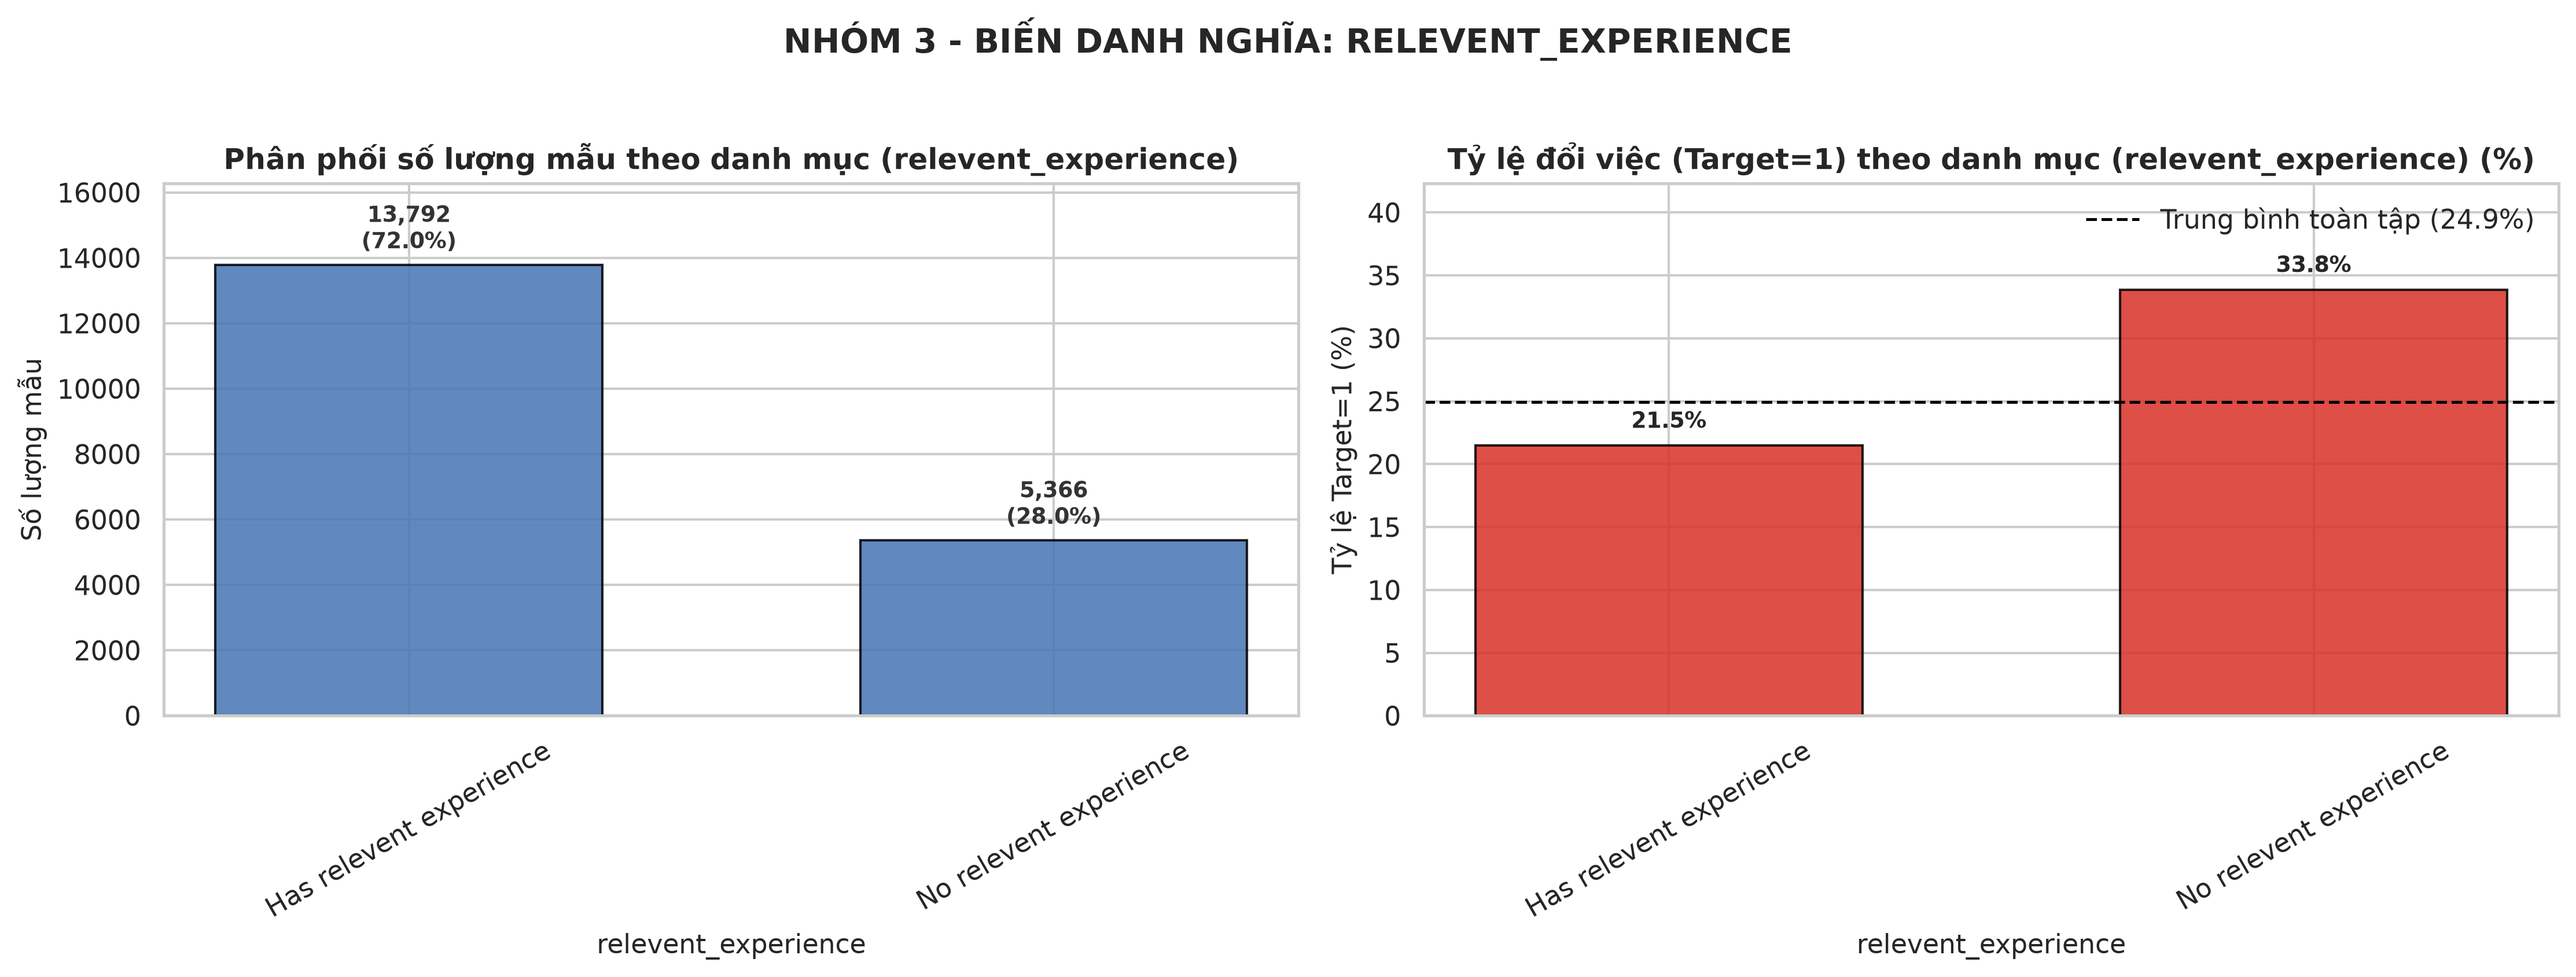 NHÓM 3 - BIẾN DANH NGHĨA: RELEVENT_EXPERIENCE
Phân phối số lượng mẫu theo danh mục (relevent_experience)
Số lượng mẫu
16000
14000
12000
10000
8000
6000
4000
2000
0
13,792
(72.0%)
5,366
(28.0%)
Has relevent experience
No relevent experience
relevent_experience
Tỷ lệ đổi việc (Target=1) theo danh mục (relevent_experience) (%)
Tỷ lệ Target=1 (%)
40
35
30
25
20
15
10
5
0
Trung bình toàn tập (24.9%)
21.5%
33.8%
Has relevent experience
No relevent experience
relevent_experience